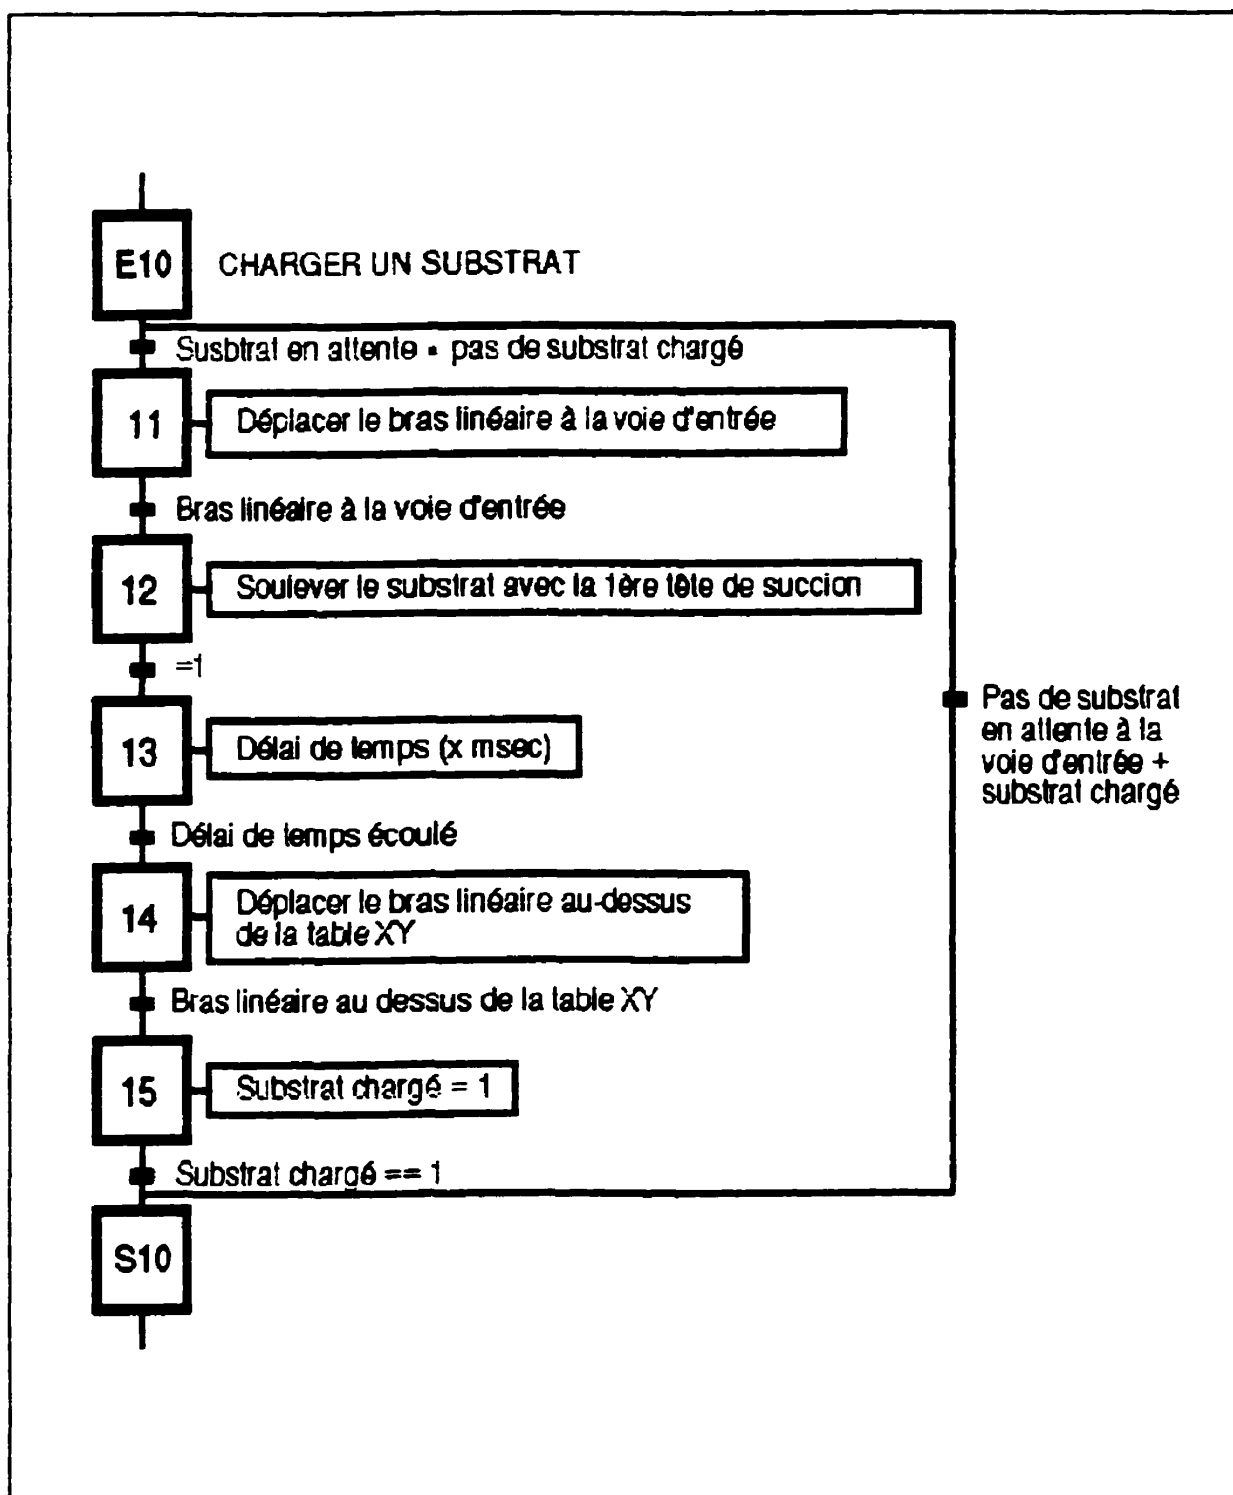 E10 CHARGER UN SUBSTRAT
Susbtrat en attente • pas de substrat chargé
11 Déplacer le bras linéaire à la voie d'entrée
Bras linéaire à la voie d'entrée
12 Soulever le substrat avec la 1ère tête de succion
=1
Pas de substrat
en attente à la
voie d'entrée +
substrat chargé
13 Délai de temps (x msec)
Délai de temps écoulé
14 Déplacer le bras linéaire au-dessus
de la table XY
Bras linéaire au dessus de la table XY
15 Substrat chargé = 1
Substrat chargé == 1
S10